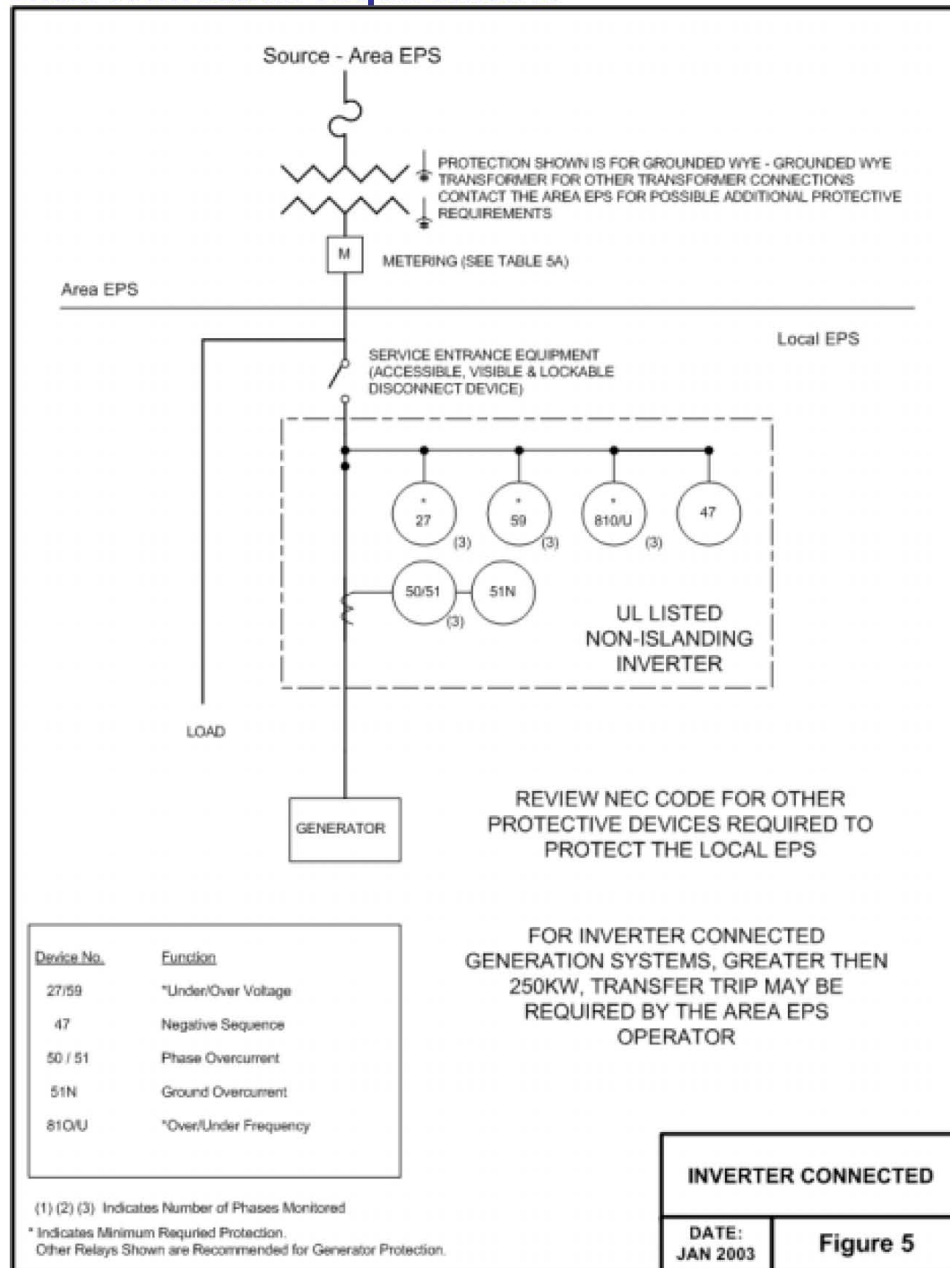 Source - Area EPS
PROTECTION SHOWN IS FOR GROUNDED WYE - GROUNDED WYE
TRANSFORMER FOR OTHER TRANSFORMER CONNECTIONS
CONTACT THE AREA EPS FOR POSSIBLE ADDITIONAL PROTECTIVE
REQUIREMENTS
M
METERING (SEE TABLE 5A)
Area EPS
Local EPS
SERVICE ENTRANCE EQUIPMENT
(ACCESSIBLE, VISIBLE & LOCKABLE
DISCONNECT DEVICE)
* 27 (3)
* 59 (3)
* 81O/U (3)
47
50/51 (3)
51N
UL LISTED
NON-ISLANDING
INVERTER
LOAD
GENERATOR
REVIEW NEC CODE FOR OTHER
PROTECTIVE DEVICES REQUIRED TO
PROTECT THE LOCAL EPS
FOR INVERTER CONNECTED
GENERATION SYSTEMS, GREATER THEN
250KW, TRANSFER TRIP MAY BE
REQUIRED BY THE AREA EPS
OPERATOR
Device No. Function
27/59 *Under/Over Voltage
47 Negative Sequence
50 / 51 Phase Overcurrent
51N Ground Overcurrent
81O/U *Over/Under Frequency
(1) (2) (3) Indicates Number of Phases Monitored
* Indicates Minimum Requried Protection.
Other Relays Shown are Recommended for Generator Protection.
INVERTER CONNECTED
DATE:
JAN 2003
Figure 5